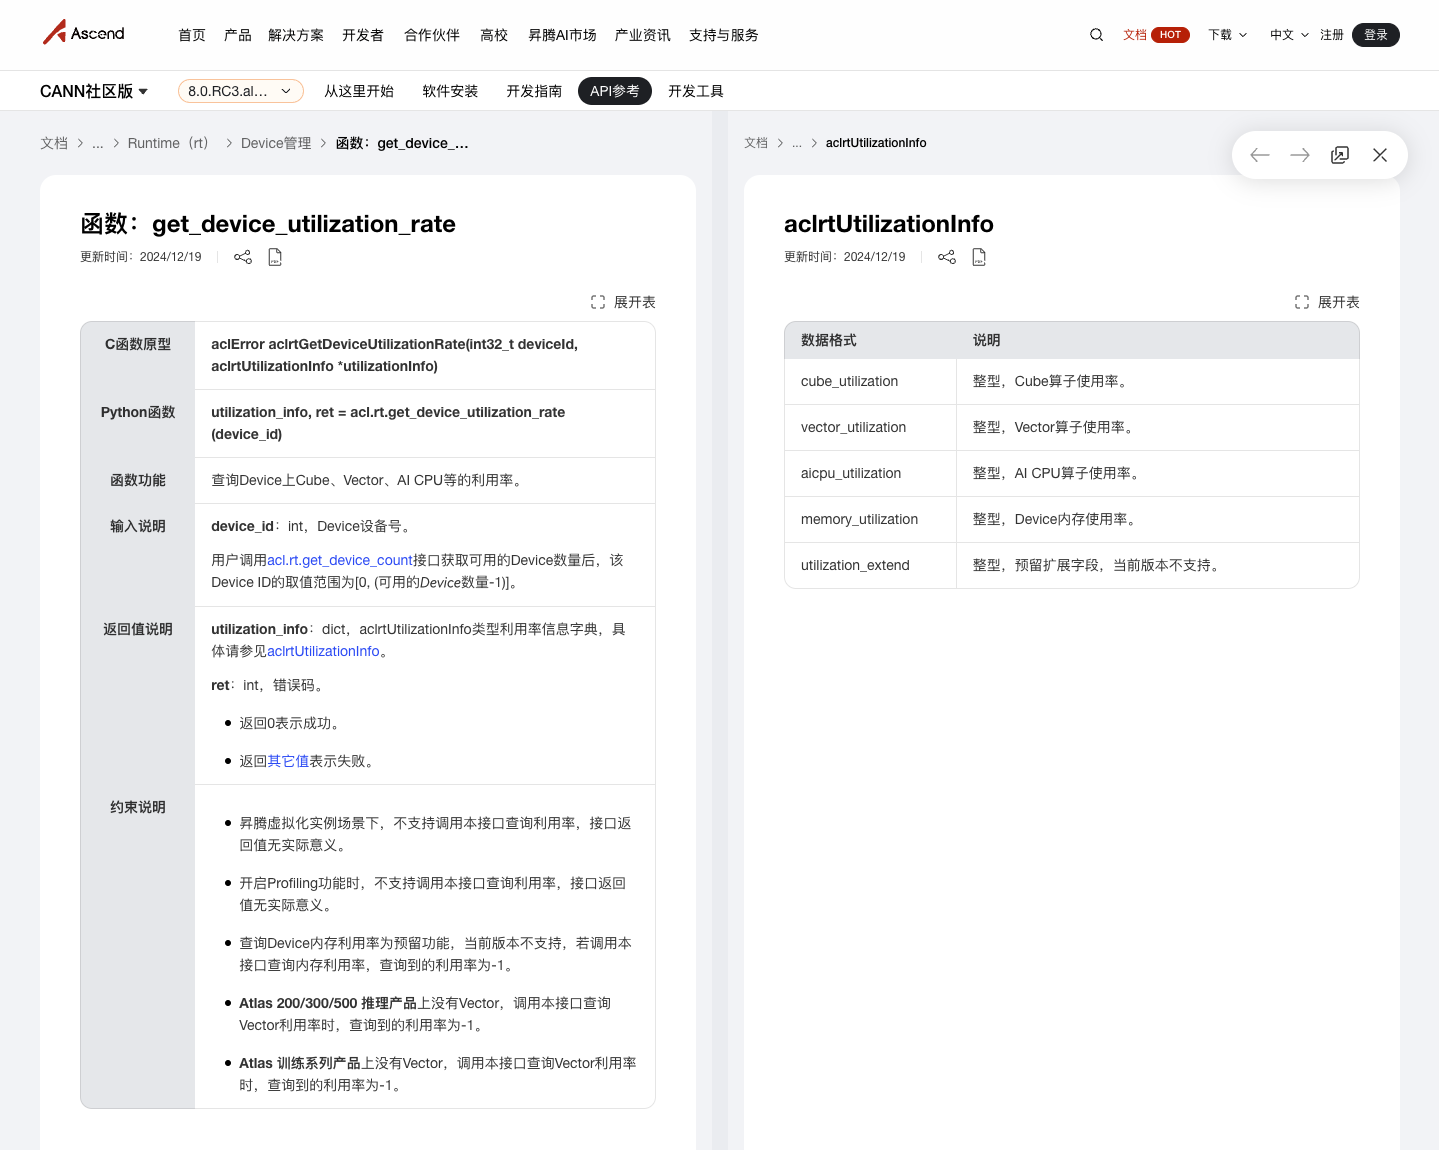 Ascend
首页 产品 解决方案 开发者 合作伙伴 高校 昇腾AI市场 产业资讯 支持与服务
文档 HOT 下载 中文 注册 登录
CANN社区版 8.0.RC3.al... 从这里开始 软件安装 开发指南 API参考 开发工具
文档 > ... > Runtime（rt） > Device管理 > 函数：get_device_...
函数：get_device_utilization_rate
更新时间：2024/12/19
展开表
C函数原型
aclError aclrtGetDeviceUtilizationRate(int32_t deviceId,
aclrtUtilizationInfo *utilizationInfo)
Python函数
utilization_info, ret = acl.rt.get_device_utilization_rate
(device_id)
函数功能
查询Device上Cube、Vector、AI CPU等的利用率。
输入说明
device_id：int，Device设备号。
用户调用acl.rt.get_device_count接口获取可用的Device数量后，该
Device ID的取值范围为[0, (可用的Device数量-1)]。
返回值说明
utilization_info：dict，aclrtUtilizationInfo类型利用率信息字典，具
体请参见aclrtUtilizationInfo。
ret：int，错误码。
返回0表示成功。
返回其它值表示失败。
约束说明
昇腾虚拟化实例场景下，不支持调用本接口查询利用率，接口返
回值无实际意义。
开启Profiling功能时，不支持调用本接口查询利用率，接口返回
值无实际意义。
查询Device内存利用率为预留功能，当前版本不支持，若调用本
接口查询内存利用率，查询到的利用率为-1。
Atlas 200/300/500 推理产品上没有Vector，调用本接口查询
Vector利用率时，查询到的利用率为-1。
Atlas 训练系列产品上没有Vector，调用本接口查询Vector利用率
时，查询到的利用率为-1。
文档 > ... > aclrtUtilizationInfo
aclrtUtilizationInfo
更新时间：2024/12/19
展开表
数据格式 说明
cube_utilization 整型，Cube算子使用率。
vector_utilization 整型，Vector算子使用率。
aicpu_utilization 整型，AI CPU算子使用率。
memory_utilization 整型，Device内存使用率。
utilization_extend 整型，预留扩展字段，当前版本不支持。